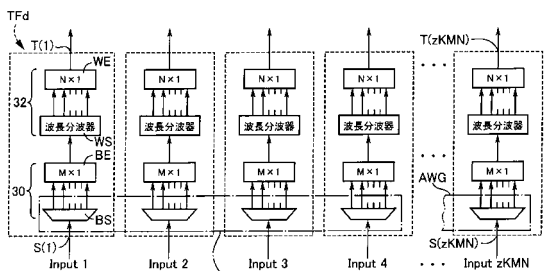 TFd
T(1)
T(zKMN)
WE
N×1 N×1 N×1 N×1 ··· N×1
32
波長分波器 波長分波器 波長分波器 波長分波器 波長分波器
WS
BE
M×1 M×1 M×1 M×1 ··· M×1
AWG
30
BS
S(1)
S(zKMN)
Input 1 Input 2 Input 3 Input 4 ··· Input zKMN